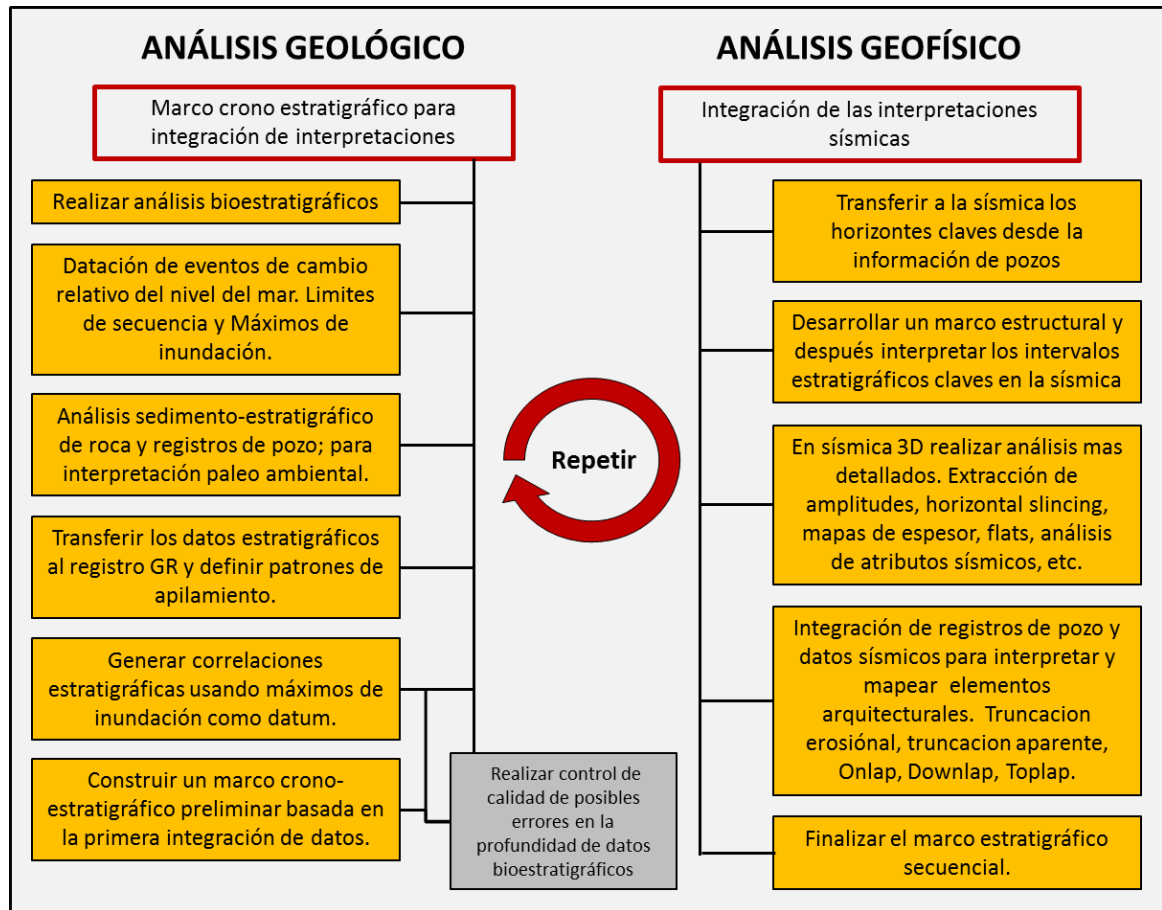 ANÁLISIS GEOLÓGICO
Marco crono estratigráfico para
integración de interpretaciones
Realizar análisis bioestratigráficos
Datación de eventos de cambio
relativo del nivel del mar. Limites
de secuencia y Máximos de
inundación.
Análisis sedimento-estratigráfico
de roca y registros de pozo; para
interpretación paleo ambiental.
Transferir los datos estratigráficos
al registro GR y definir patrones de
apilamiento.
Generar correlaciones
estratigráficas usando máximos de
inundación como datum.
Construir un marco crono-
estratigráfico preliminar basada en
la primera integración de datos.
Realizar control de
calidad de posibles
errores en la
profundidad de datos
bioestratigráficos
Repetir
ANÁLISIS GEOFÍSICO
Integración de las interpretaciones
sísmicas
Transferir a la sísmica los
horizontes claves desde la
información de pozos
Desarrollar un marco estructural y
después interpretar los intervalos
estratigráficos claves en la sísmica
En sísmica 3D realizar análisis mas
detallados. Extracción de
amplitudes, horizontal slincing,
mapas de espesor, flats, análisis
de atributos sísmicos, etc.
Integración de registros de pozo y
datos sísmicos para interpretar y
mapear elementos
arquitecturales. Truncacion
erosiónal, truncacion aparente,
Onlap, Downlap, Toplap.
Finalizar el marco estratigráfico
secuencial.